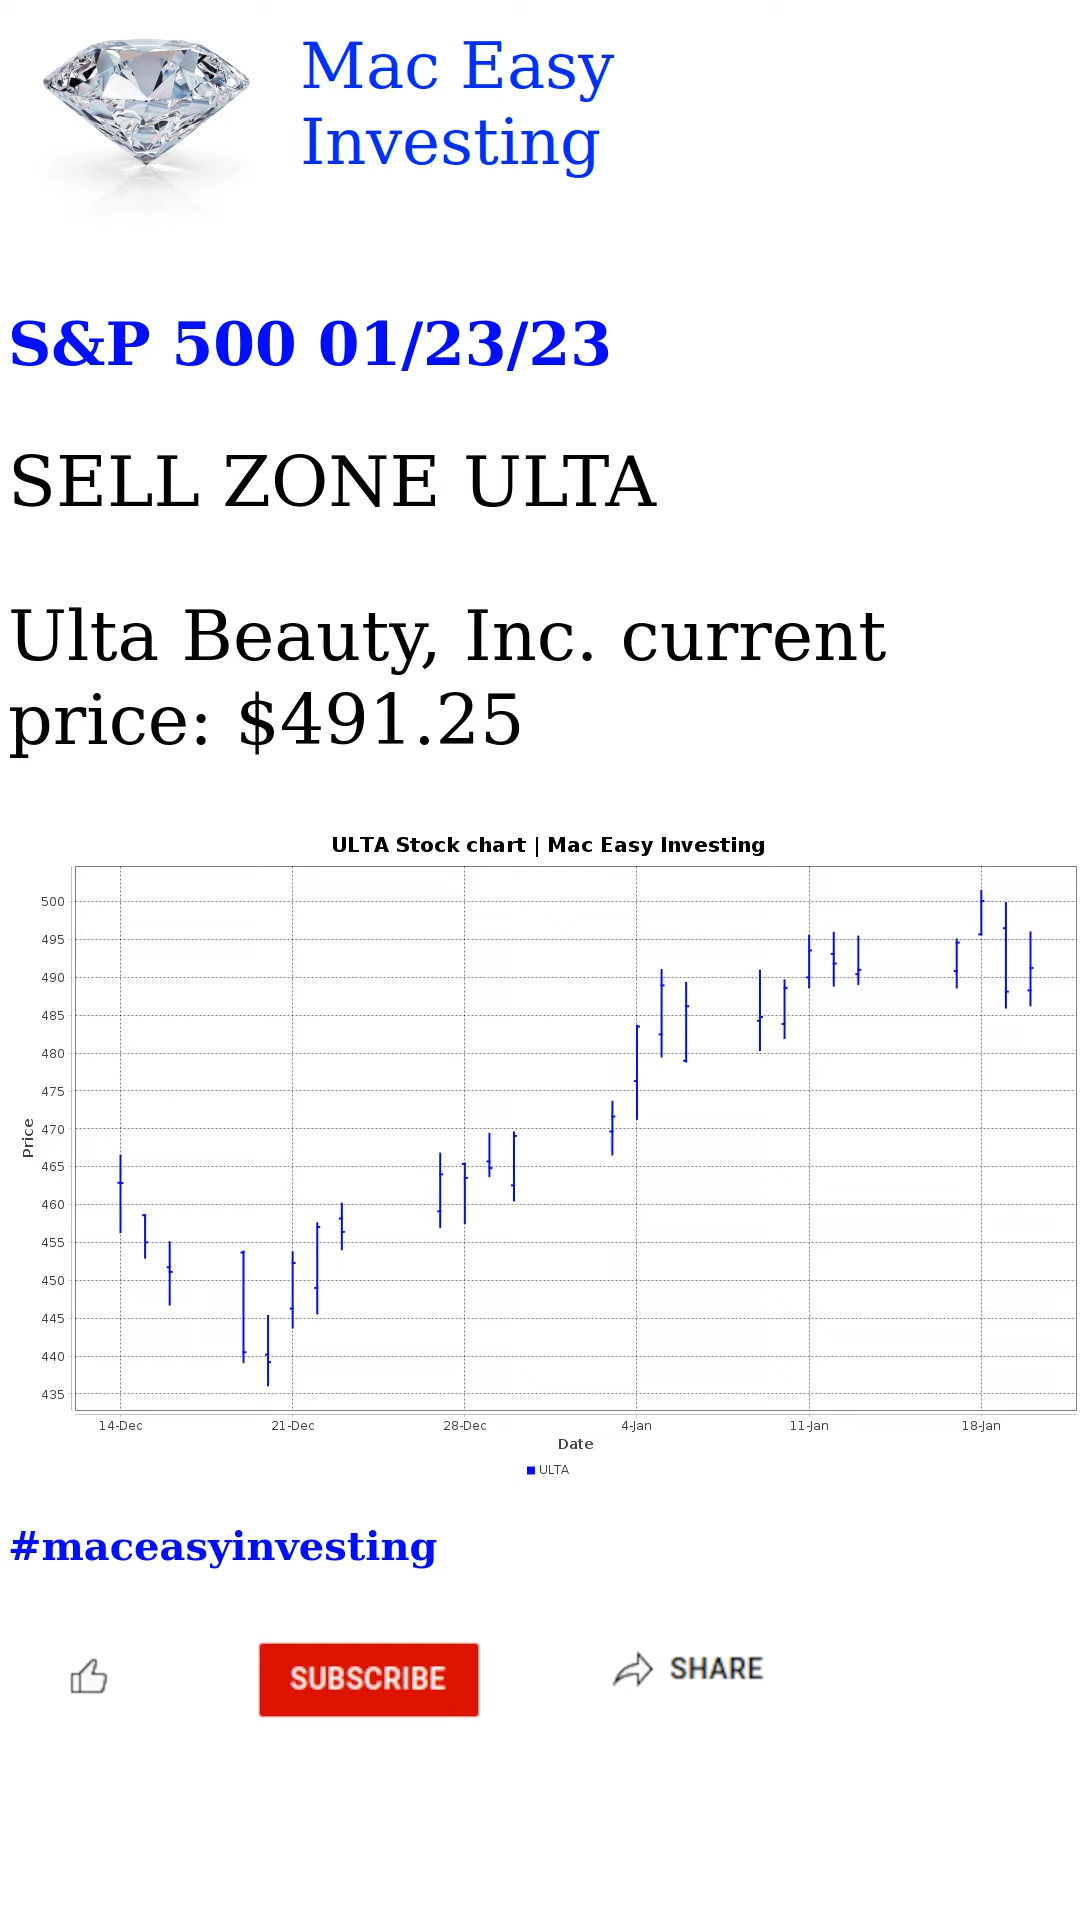 Mac Easy
Investing
S&P 500 01/23/23
SELL ZONE ULTA
Ulta Beauty, Inc. current
price: $491.25
ULTA Stock chart | Mac Easy Investing
500
495
490
485
480
475
470
465
460
455
450
445
440
435
Price
14-Dec 21-Dec 28-Dec 4-Jan 11-Jan 18-Jan
Date
ULTA
#maceasyinvesting
SUBSCRIBE SHARE